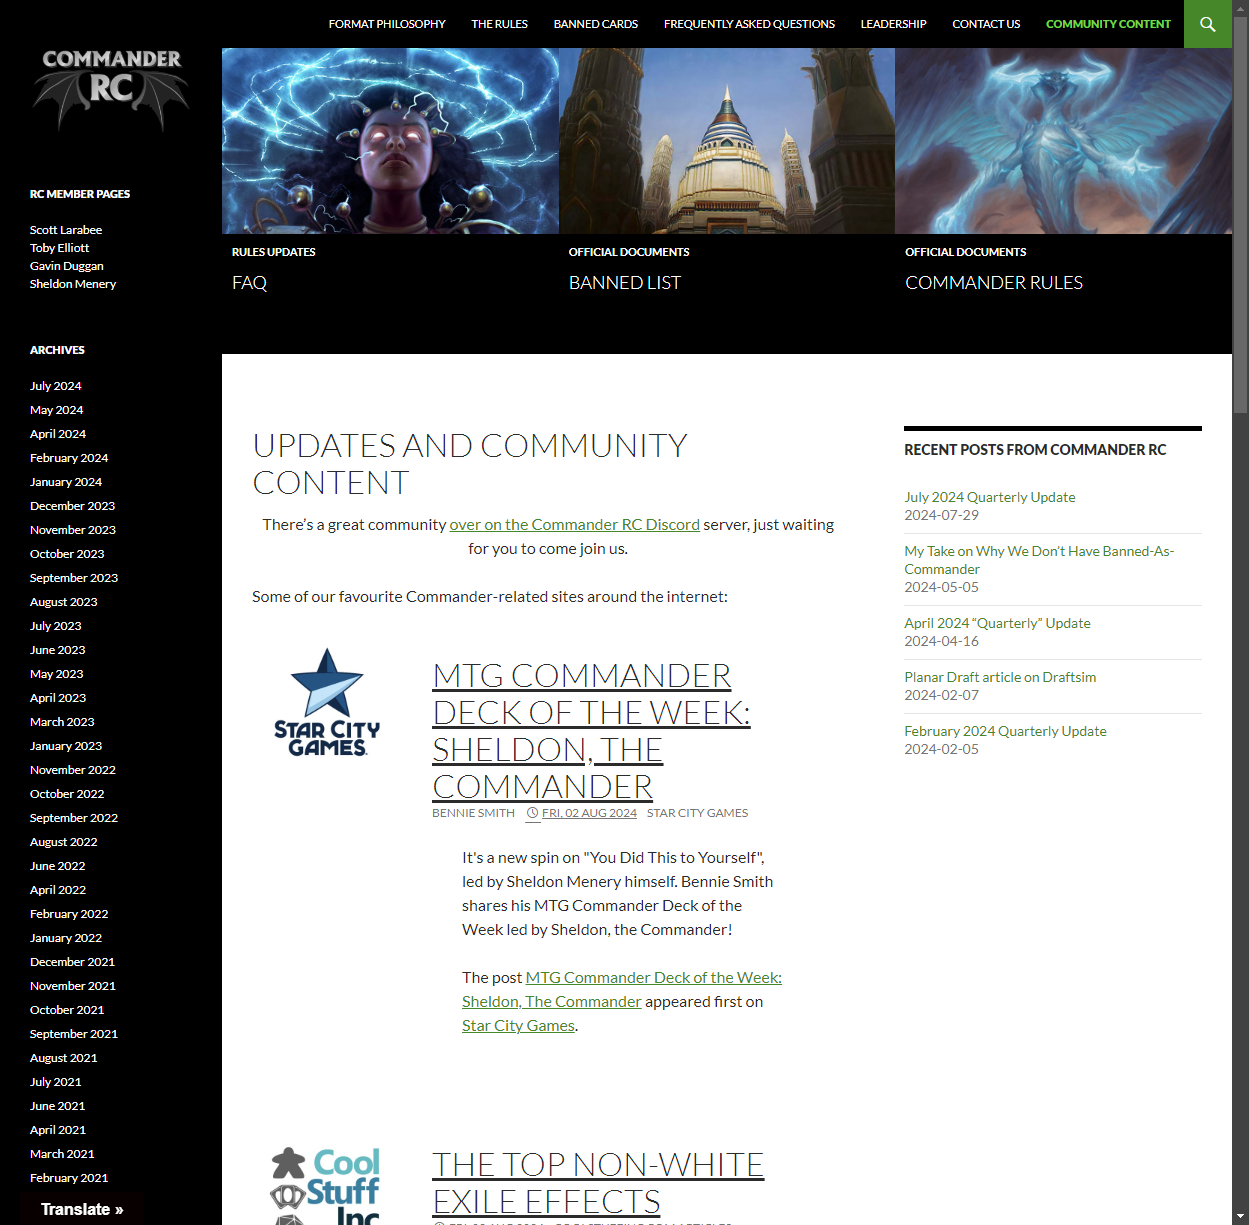 FORMAT PHILOSOPHY THE RULES BANNED CARDS FREQUENTLY ASKED QUESTIONS LEADERSHIP CONTACT US COMMUNITY CONTENT
COMMANDER
RC
RC MEMBER PAGES
Scott Larabee
Toby Elliott
Gavin Duggan
Sheldon Menery
ARCHIVES
July 2024
May 2024
April 2024
February 2024
January 2024
December 2023
November 2023
October 2023
September 2023
August 2023
July 2023
June 2023
May 2023
April 2023
March 2023
January 2023
November 2022
October 2022
September 2022
August 2022
June 2022
April 2022
February 2022
January 2022
December 2021
November 2021
October 2021
September 2021
August 2021
July 2021
June 2021
April 2021
March 2021
February 2021
Translate »
RULES UPDATES
FAQ
OFFICIAL DOCUMENTS
BANNED LIST
OFFICIAL DOCUMENTS
COMMANDER RULES
UPDATES AND COMMUNITY
CONTENT
There's a great community over on the Commander RC Discord server, just waiting
for you to come join us.
Some of our favourite Commander-related sites around the internet:
STAR CITY
GAMES
MTG COMMANDER
DECK OF THE WEEK:
SHELDON, THE
COMMANDER
BENNIE SMITH FRI, 02 AUG 2024 STAR CITY GAMES
It's a new spin on "You Did This to Yourself",
led by Sheldon Menery himself. Bennie Smith
shares his MTG Commander Deck of the
Week led by Sheldon, the Commander!
The post MTG Commander Deck of the Week:
Sheldon, The Commander appeared first on
Star City Games.
Cool
Stuff
Inc
THE TOP NON-WHITE
EXILE EFFECTS
RECENT POSTS FROM COMMANDER RC
July 2024 Quarterly Update
2024-07-29
My Take on Why We Don't Have Banned-As-
Commander
2024-05-05
April 2024 “Quarterly” Update
2024-04-16
Planar Draft article on Draftsim
2024-02-07
February 2024 Quarterly Update
2024-02-05